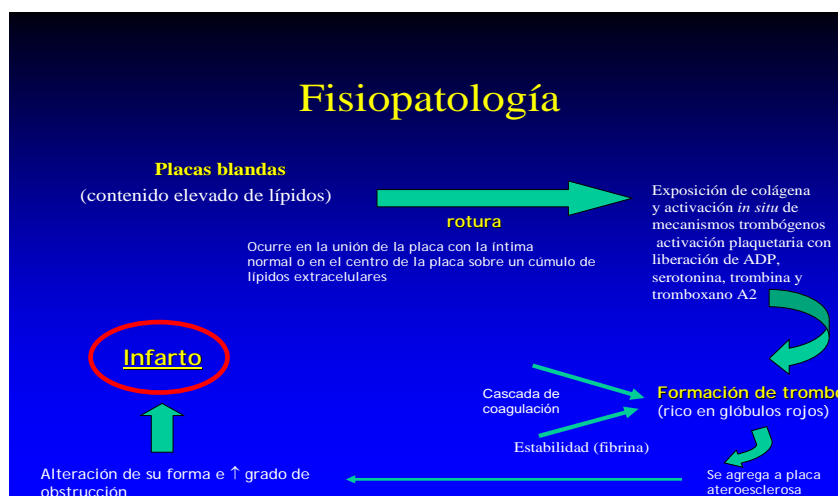 Fisiopatología
Placas blandas
(contenido elevado de lípidos)
rotura
Ocurre en la unión de la placa con la íntima
normal o en el centro de la placa sobre un cúmulo de
lípidos extracelulares
Exposición de colágena
y activación in situ de
mecanismos trombógenos
activación plaquetaria con
liberación de ADP,
serotonina, trombina y
tromboxano A2
Formación de trombo
(rico en glóbulos rojos)
Cascada de
coagulación
Estabilidad (fibrina)
Se agrega a placa
ateroesclerosa
Alteración de su forma e ↑ grado de
obstrucción
Infarto